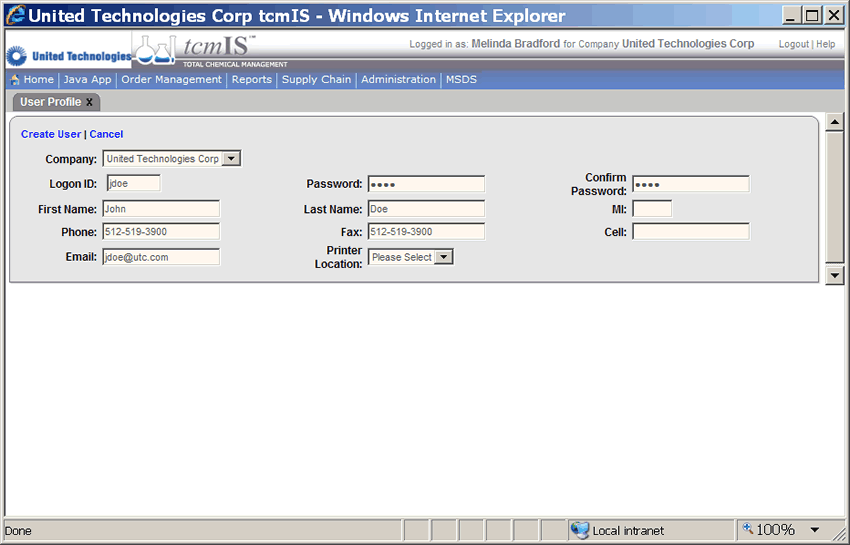 United Technologies Corp tcmIS - Windows Internet Explorer
United Technologies tcmIS™ Logged in as: Melinda Bradford for Company United Technologies Corp Logout | Help
TOTAL CHEMICAL MANAGEMENT
Home | Java App | Order Management | Reports | Supply Chain | Administration | MSDS
User Profile x
Create User | Cancel
Company: United Technologies Corp
Logon ID: jdoe Password: •••• Confirm Password: ••••
First Name: John Last Name: Doe MI:
Phone: 512-519-3900 Fax: 512-519-3900 Cell:
Email: jdoe@utc.com Printer Location: Please Select
Done Local intranet 100%